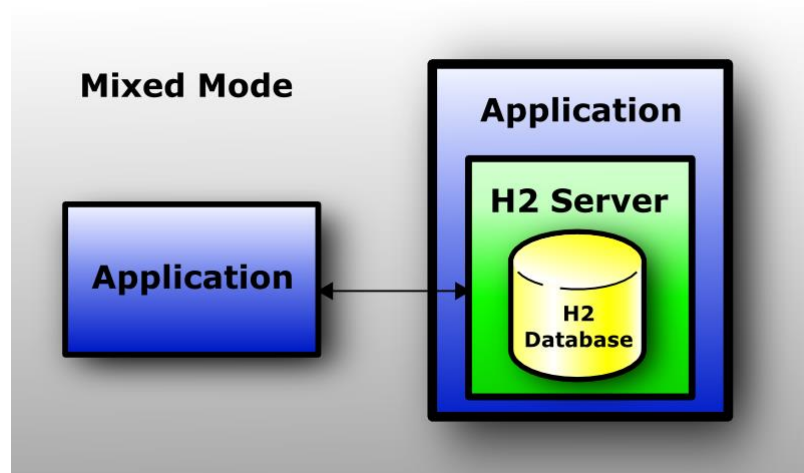 Mixed Mode
Application
Application
H2 Server
H2
Database